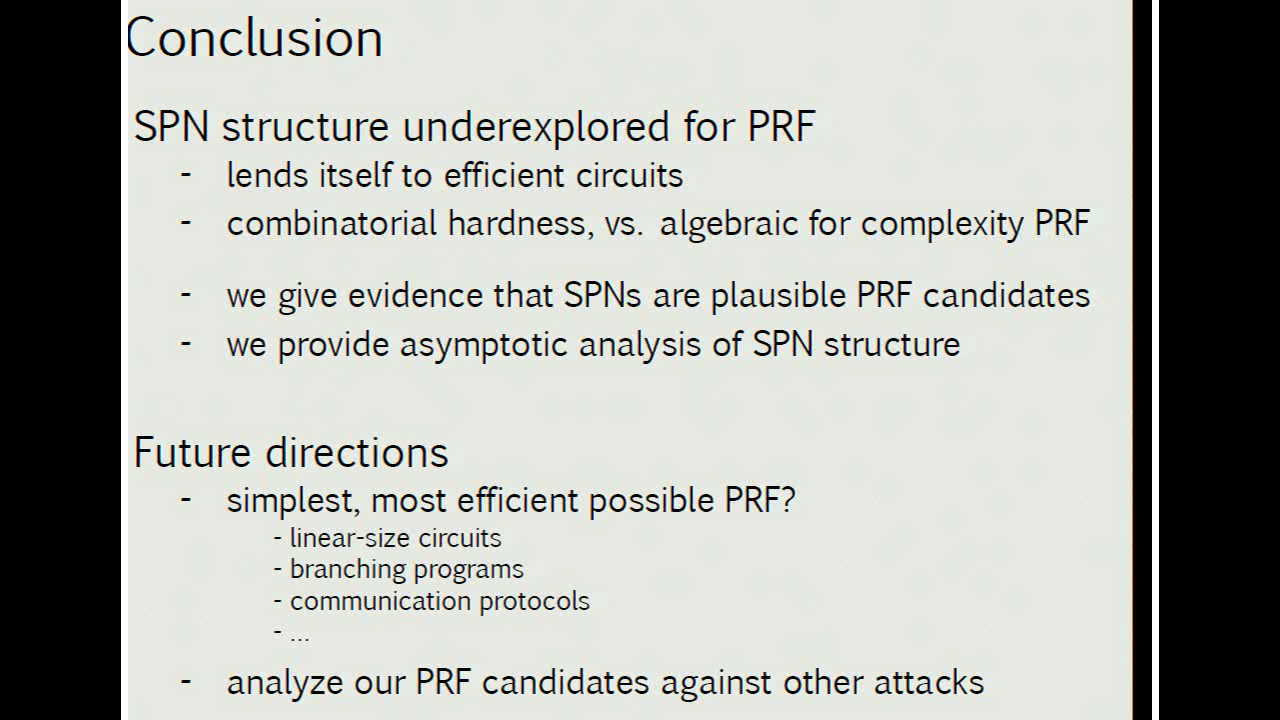 Conclusion
SPN structure underexplored for PRF
- lends itself to efficient circuits
- combinatorial hardness, vs. algebraic for complexity PRF
- we give evidence that SPNs are plausible PRF candidates
- we provide asymptotic analysis of SPN structure
Future directions
- simplest, most efficient possible PRF?
- linear-size circuits
- branching programs
- communication protocols
- ...
- analyze our PRF candidates against other attacks